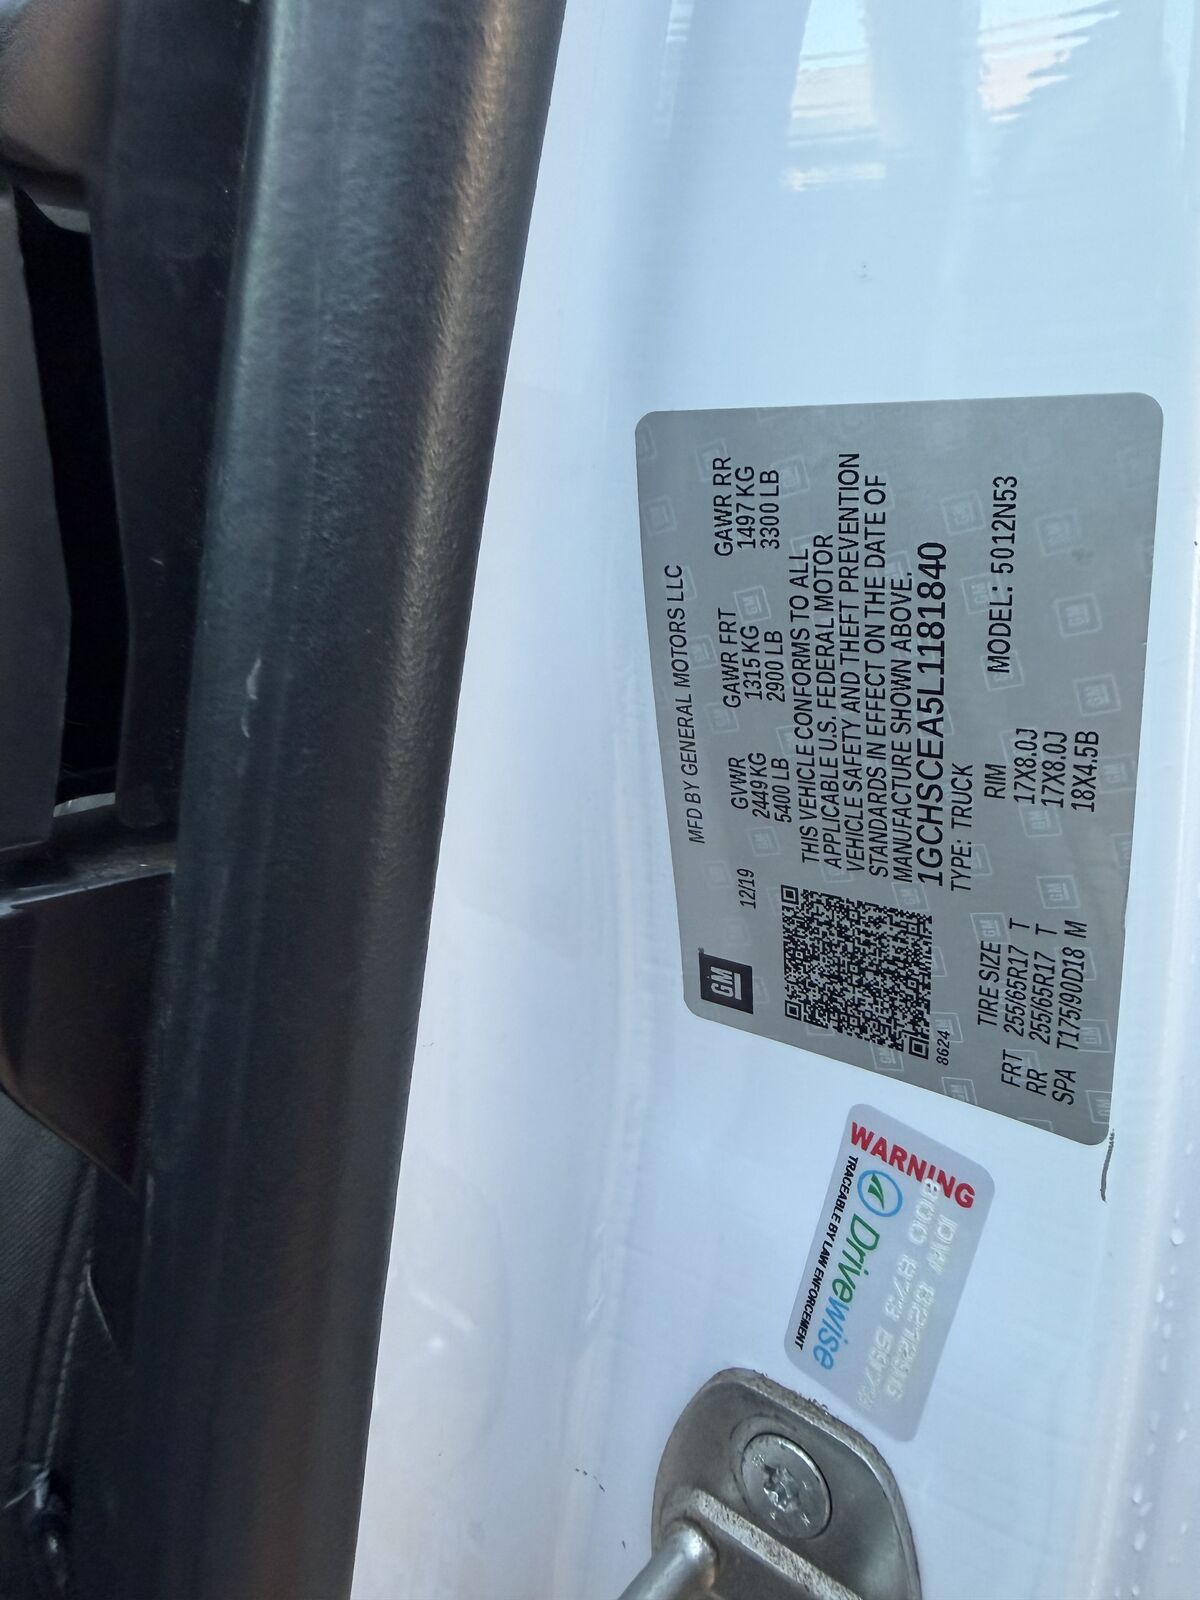 GM
MFD BY GENERAL MOTORS LLC
12/19
GVWR GAWR FRT GAWR RR
2449 KG 1315 KG 1497 KG
5400 LB 2900 LB 3300 LB
THIS VEHICLE CONFORMS TO ALL
APPLICABLE U.S. FEDERAL MOTOR
VEHICLE SAFETY AND THEFT PREVENTION
STANDARDS IN EFFECT ON THE DATE OF
MANUFACTURE SHOWN ABOVE.
1GCHSCEA5L1181840
8624 TYPE: TRUCK
MODEL: 5012N53
TIRE SIZE RIM
FRT 255/65R17 T 17X8.0J
RR 255/65R17 T 17X8.0J
SPA T175/90D18 M 18X4.5B
WARNING
TRACEABLE BY LAW ENFORCEMENT
Drivewise